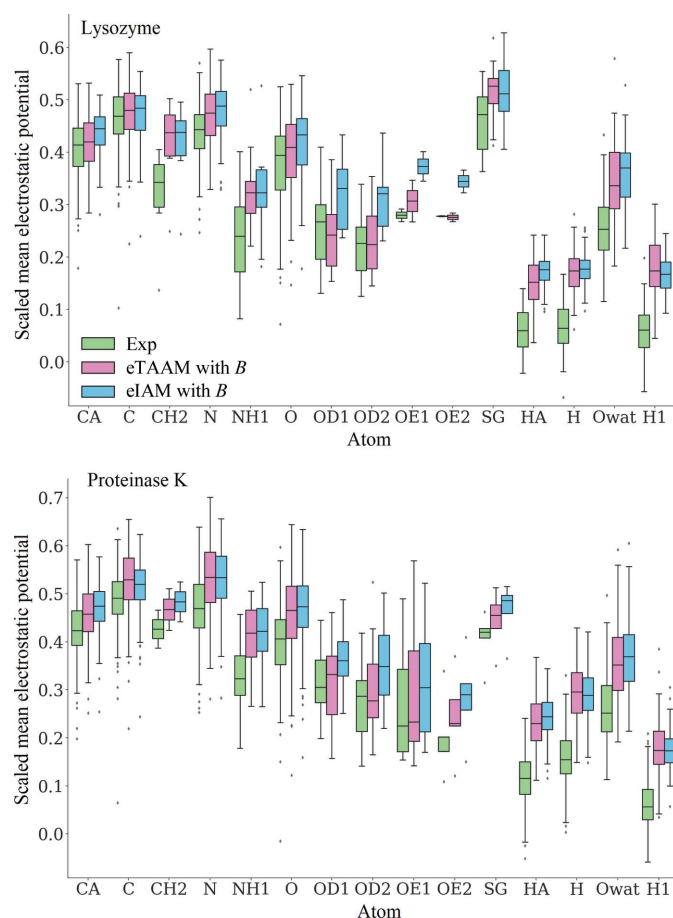 Lysozyme
Scaled mean electrostatic potential
0.6
0.5
0.4
0.3
0.2
0.1
0.0
Exp
eTAAM with B
eIAM with B
CA C CH2 N NH1 O OD1 OD2 OE1 OE2 SG HA H Owat H1
Atom
Proteinase K
Scaled mean electrostatic potential
0.7
0.6
0.5
0.4
0.3
0.2
0.1
0.0
CA C CH2 N NH1 O OD1 OD2 OE1 OE2 SG HA H Owat H1
Atom